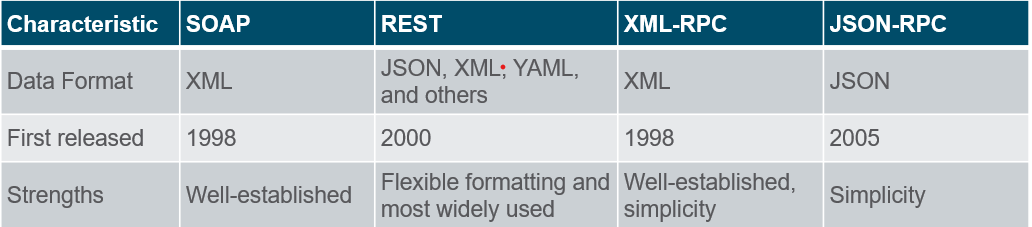 Characteristic SOAP REST XML-RPC JSON-RPC
Data Format XML JSON, XML; YAML, and others XML JSON
First released 1998 2000 1998 2005
Strengths Well-established Flexible formatting and most widely used Well-established, simplicity Simplicity